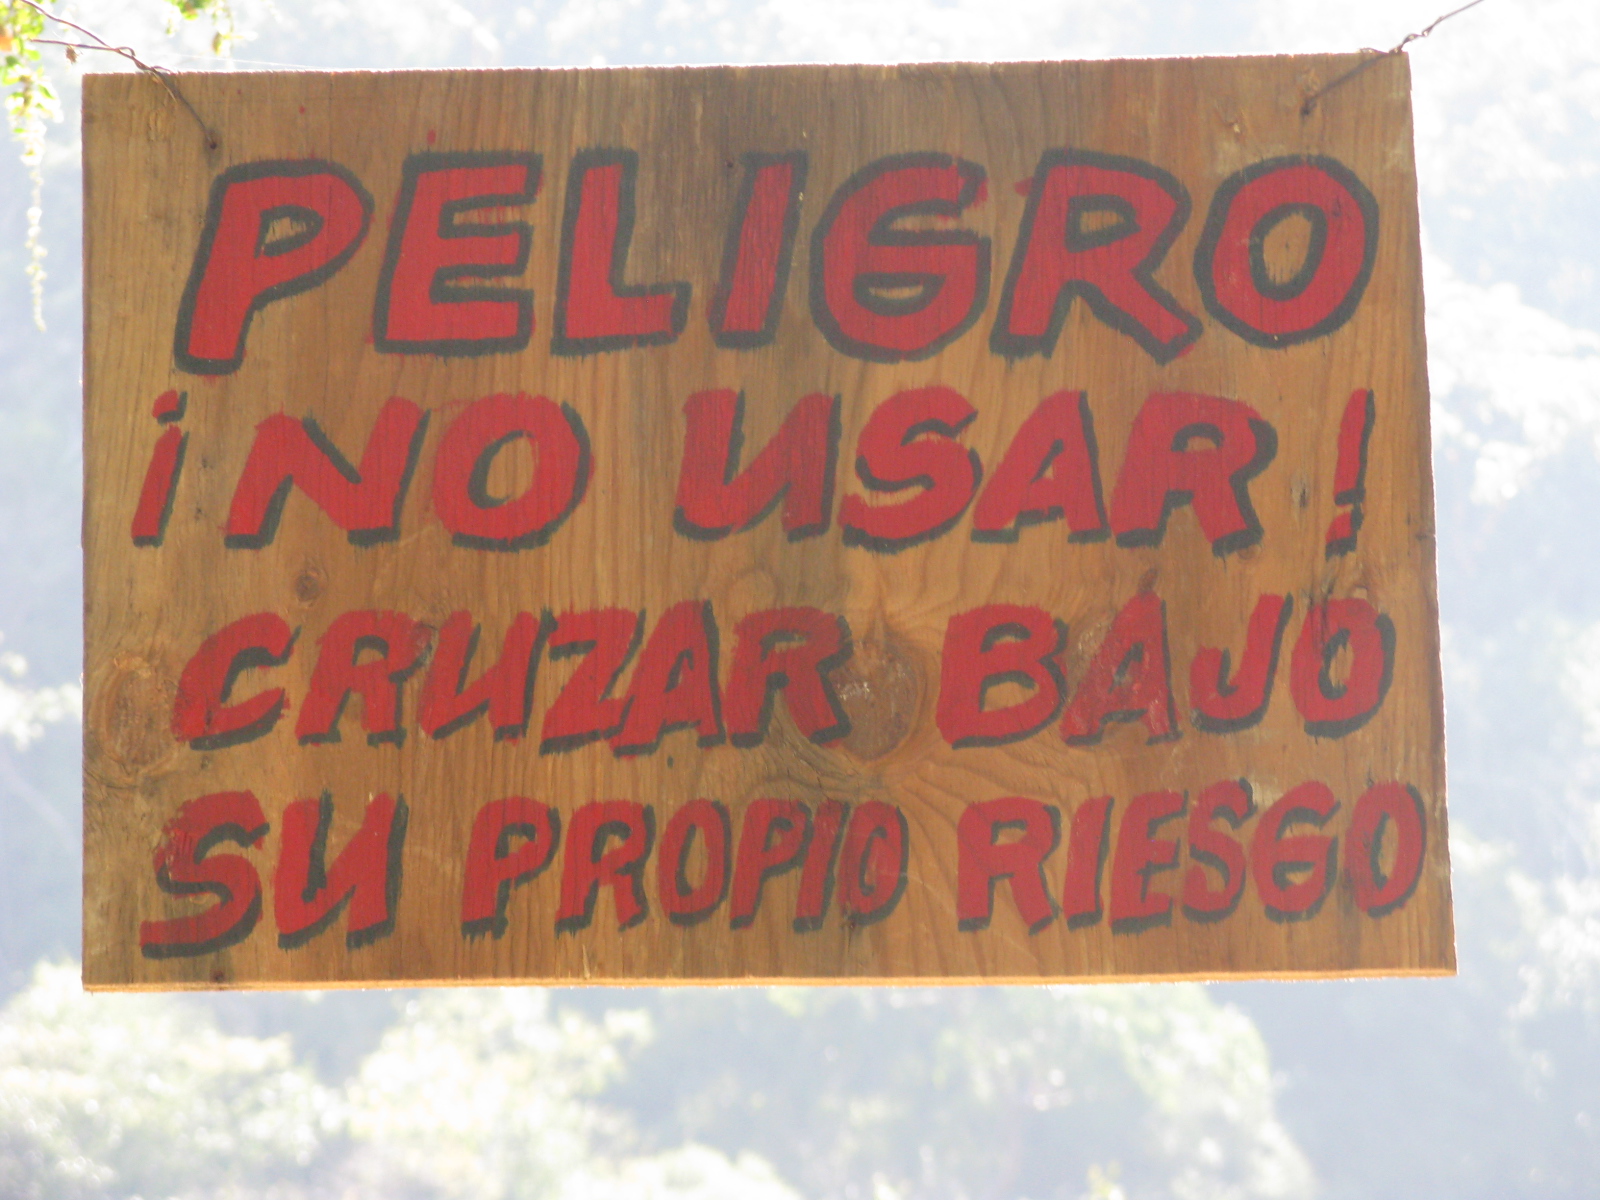 PELIGRO
¡NO USAR!
CRUZAR BAJO
SU PROPIO RIESGO